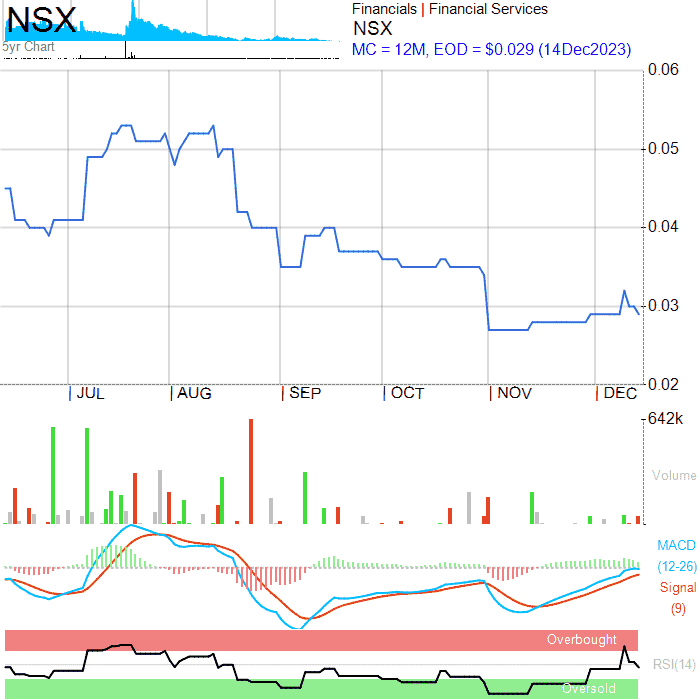 NSX
5yr Chart
Financials | Financial Services
NSX
MC = 12M, EOD = $0.029 (14Dec2023)
0.06
0.05
0.04
0.03
0.02
JUL AUG SEP OCT NOV DEC
642k
Volume
MACD
(12-26)
Signal
(9)
Overbought
RSI(14)
Oversold